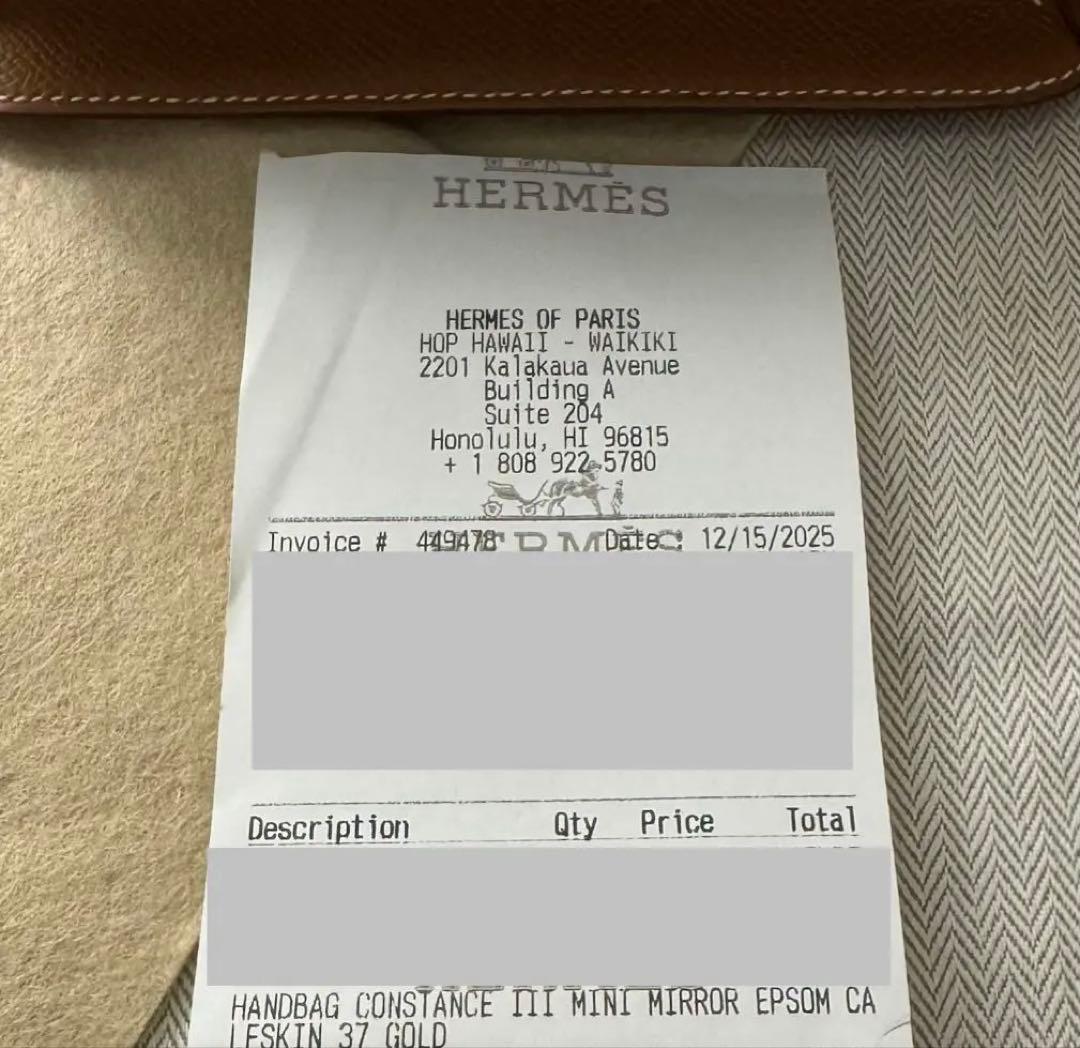 HERMÈS
HERMES OF PARIS
HOP HAWAII - WAIKIKI
2201 Kalakaua Avenue
Building A
Suite 204
Honolulu, HI 96815
+ 1 808 922 5780
HERMÈS
Invoice # 449478 Date : 12/15/2025
Description Qty Price Total
HANDBAG CONSTANCE III MINI MIRROR EPSOM CA
LFSKIN 37 GOLD